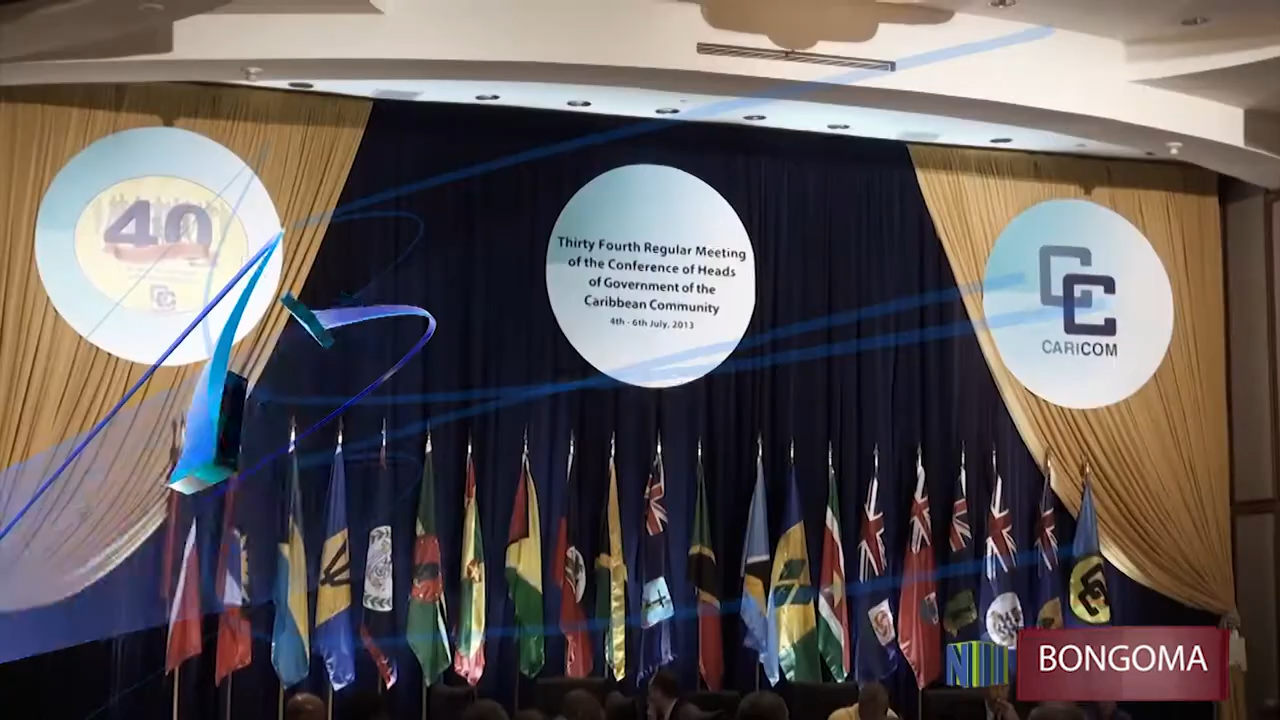 40
Thirty Fourth Regular Meeting
of the Conference of Heads
of Government of the
Caribbean Community
4th - 6th July, 2013
CARICOM
BONGOMA